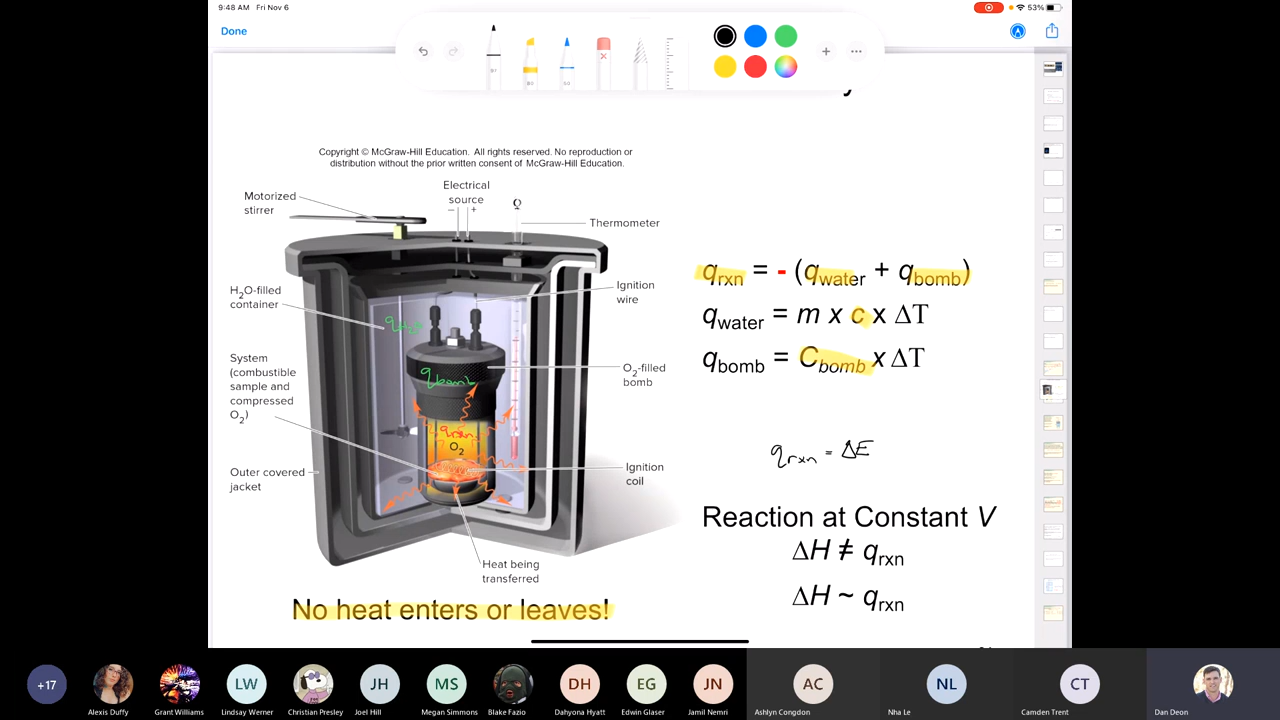 9:48 AM Fri Nov 6
53%
Done
Copyright © McGraw-Hill Education. All rights reserved. No reproduction or
distribution without the prior written consent of McGraw-Hill Education.
Motorized
stirrer
Electrical
source
– +
Thermometer
H₂O-filled
container
Ignition
wire
System
(combustible
sample and
compressed
O₂)
O₂-filled
bomb
q bomb
q rxn
O₂
Outer covered
jacket
Ignition
coil
Heat being
transferred
No heat enters or leaves!
qrxn = - (qwater + qbomb)
qwater = m x c x ΔT
qbomb = Cbomb x ΔT
qrxn = ΔE
Reaction at Constant V
ΔH ≠ qrxn
ΔH ~ qrxn
+17
LW
JH
MS
DH
EG
JN
AC
NL
CT
Alexis Duffy
Grant Williams
Lindsay Werner
Christian Presley
Joel Hill
Megan Simmons
Blake Fazio
Dahyona Hyatt
Edwin Glaser
Jamil Nemri
Ashlyn Congdon
Nha Le
Camden Trent
Dan Deon